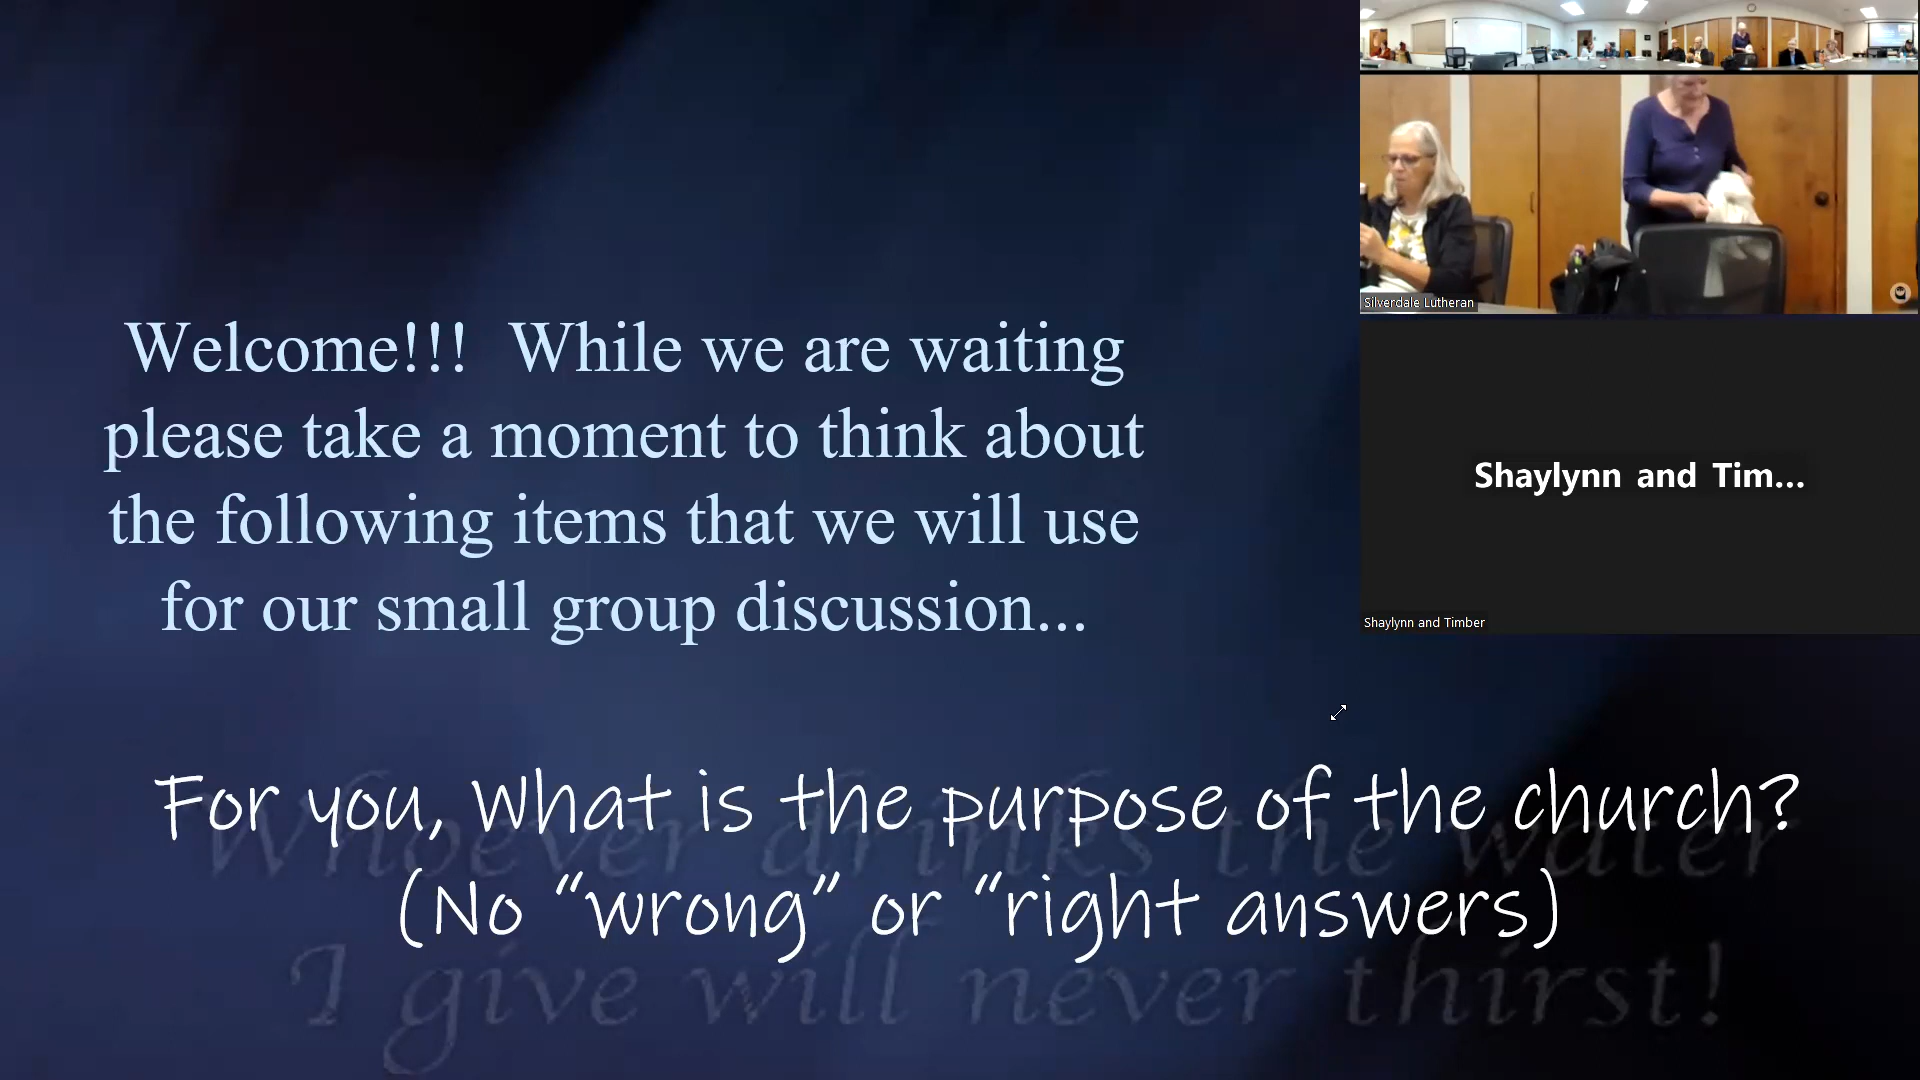 Welcome!!!  While we are waiting
please take a moment to think about
the following items that we will use
for our small group discussion...
For you, What is the purpose of the church?
(No “wrong” or “right answers)
Whoever drinks the water
I give will never thirst!
Silverdale Lutheran
Shaylynn and Tim...
Shaylynn and Timber